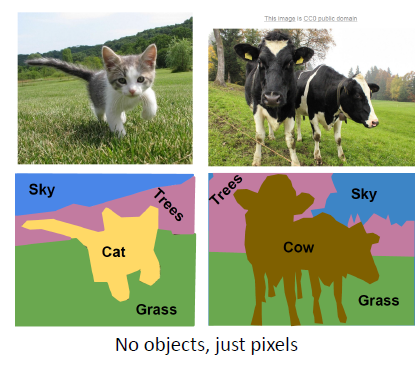 This image is CC0 public domain
Sky
Trees
Cat
Grass
Trees
Sky
Cow
Grass
No objects, just pixels